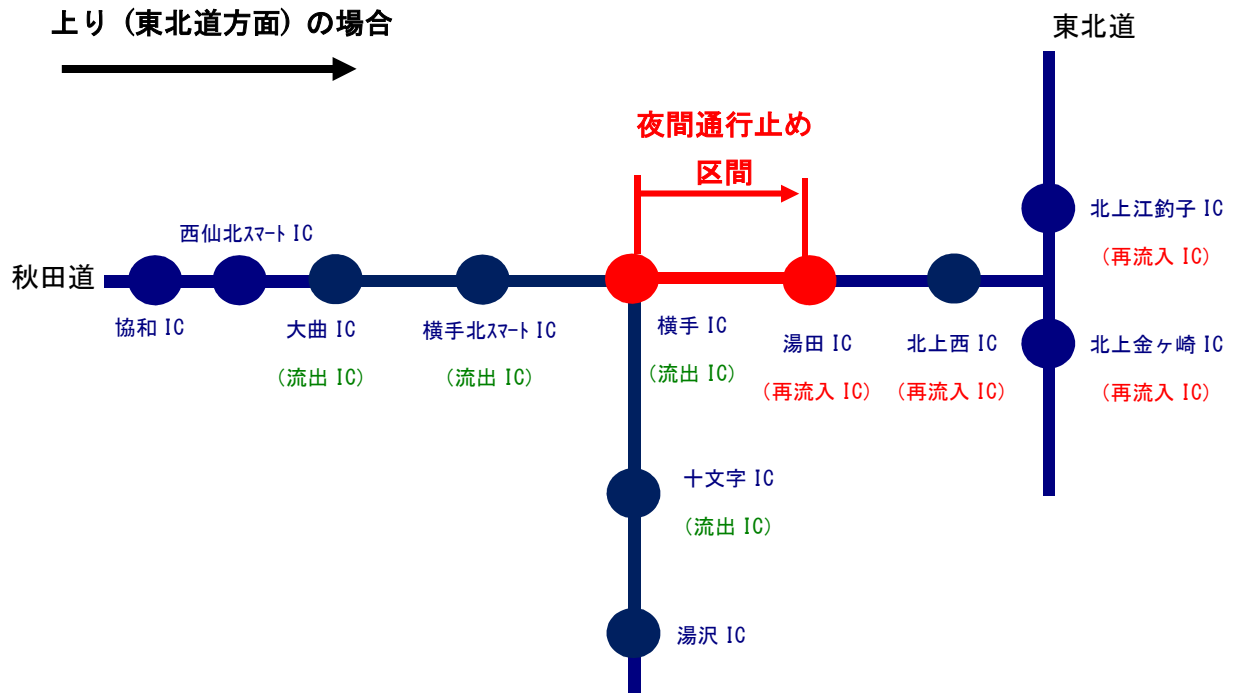 上り（東北道方面）の場合
東北道
夜間通行止め
区間
北上江釣子 IC
（再流入 IC）
西仙北ｽﾏｰﾄ IC
秋田道
協和 IC
大曲 IC
（流出 IC）
横手北ｽﾏｰﾄ IC
（流出 IC）
横手 IC
（流出 IC）
湯田 IC
（再流入 IC）
北上西 IC
（再流入 IC）
北上金ヶ崎 IC
（再流入 IC）
十文字 IC
（流出 IC）
湯沢 IC